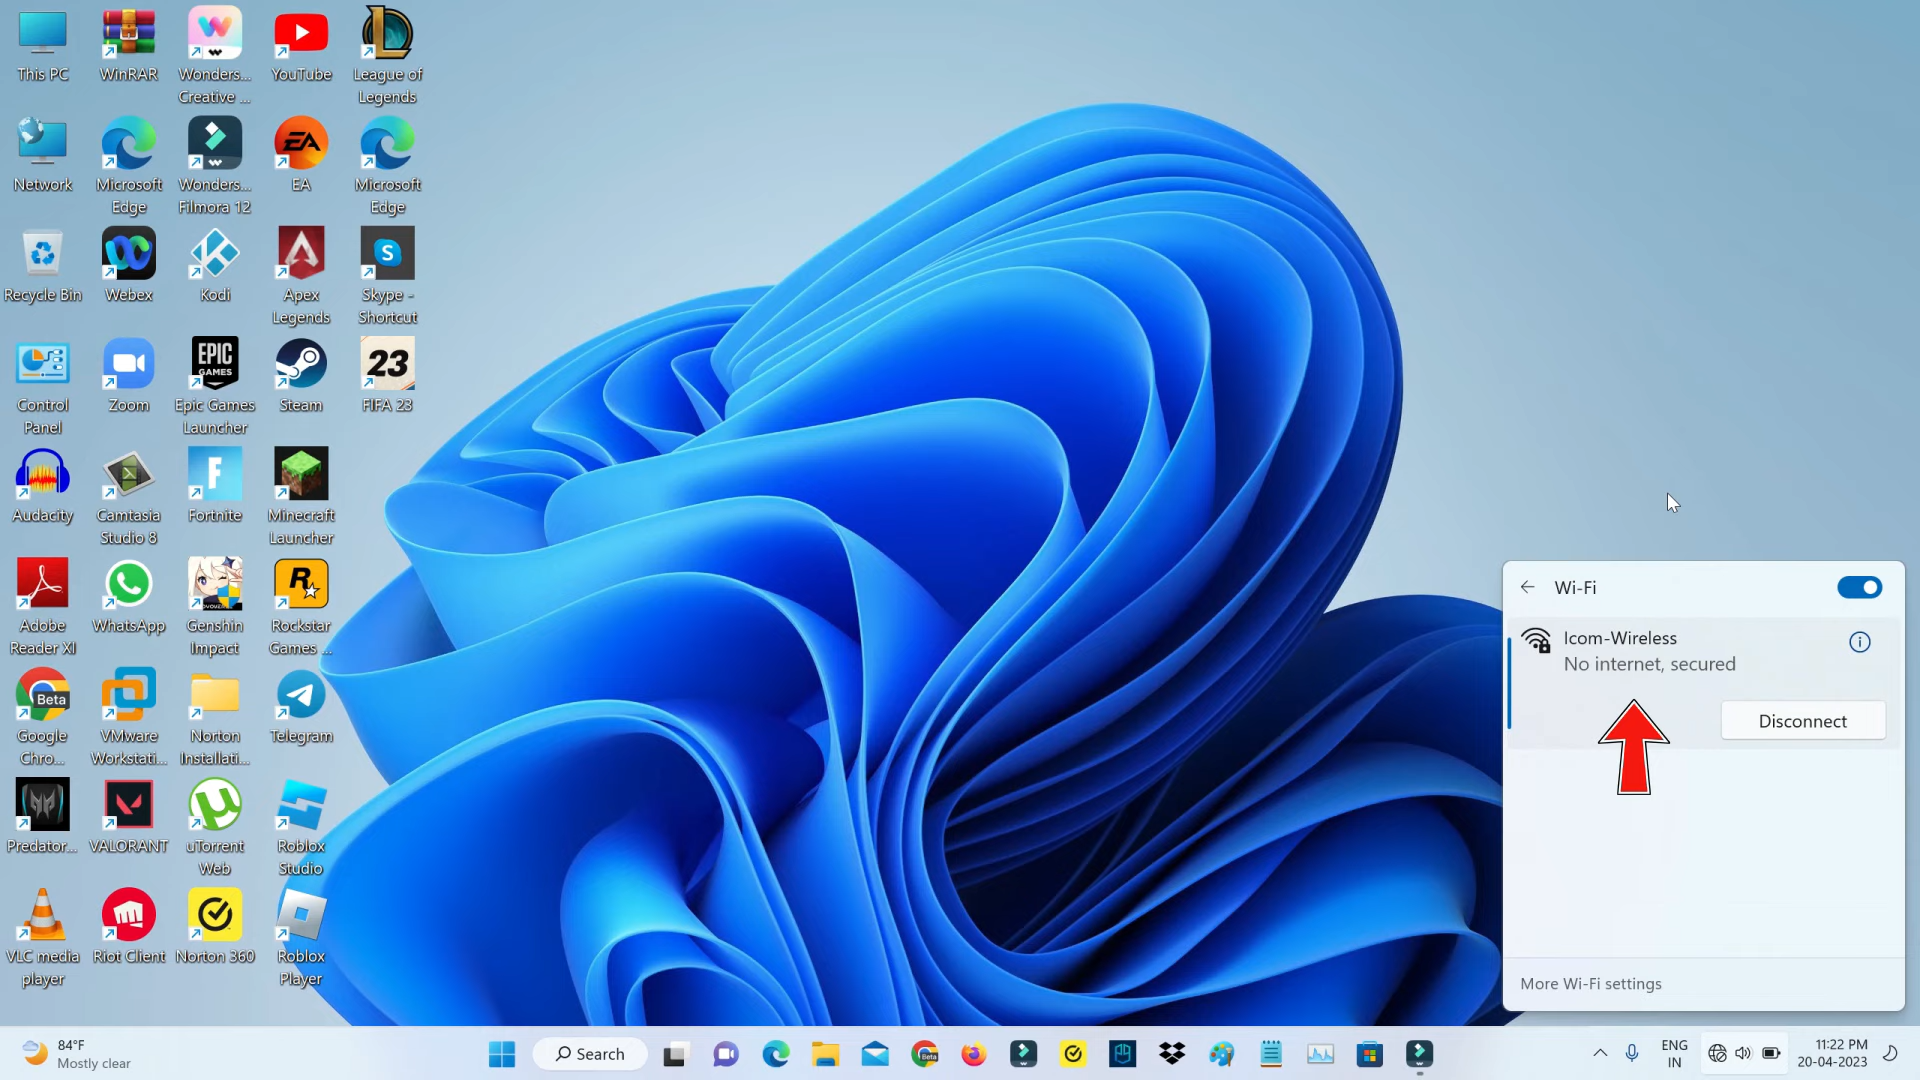 This PC
WinRAR
Wonders...
Creative ...
YouTube
League of
Legends
Network
Microsoft
Edge
Wonders...
Filmora 12
EA
EA
Microsoft
Edge
Recycle Bin
Webex
Kodi
Apex
Legends
S
Skype -
Shortcut
Control
Panel
Zoom
EPIC
GAMES
Epic Games
Launcher
Steam
23
FIFA 23
Audacity
Camtasia
Studio 8
F
Fortnite
Minecraft
Launcher
Adobe
Reader XI
WhatsApp
Genshin
Impact
R
Rockstar
Games ...
Beta
Google
Chro...
VMware
Workstati...
Norton
Installati...
Telegram
Predator...
VALORANT
uTorrent
Web
Roblox
Studio
VLC media
player
Riot Client
Norton 360
Roblox
Player
Wi-Fi
Icom-Wireless
No internet, secured
Disconnect
More Wi-Fi settings
84°F
Mostly clear
Search
Beta
ENG
IN
11:22 PM
20-04-2023